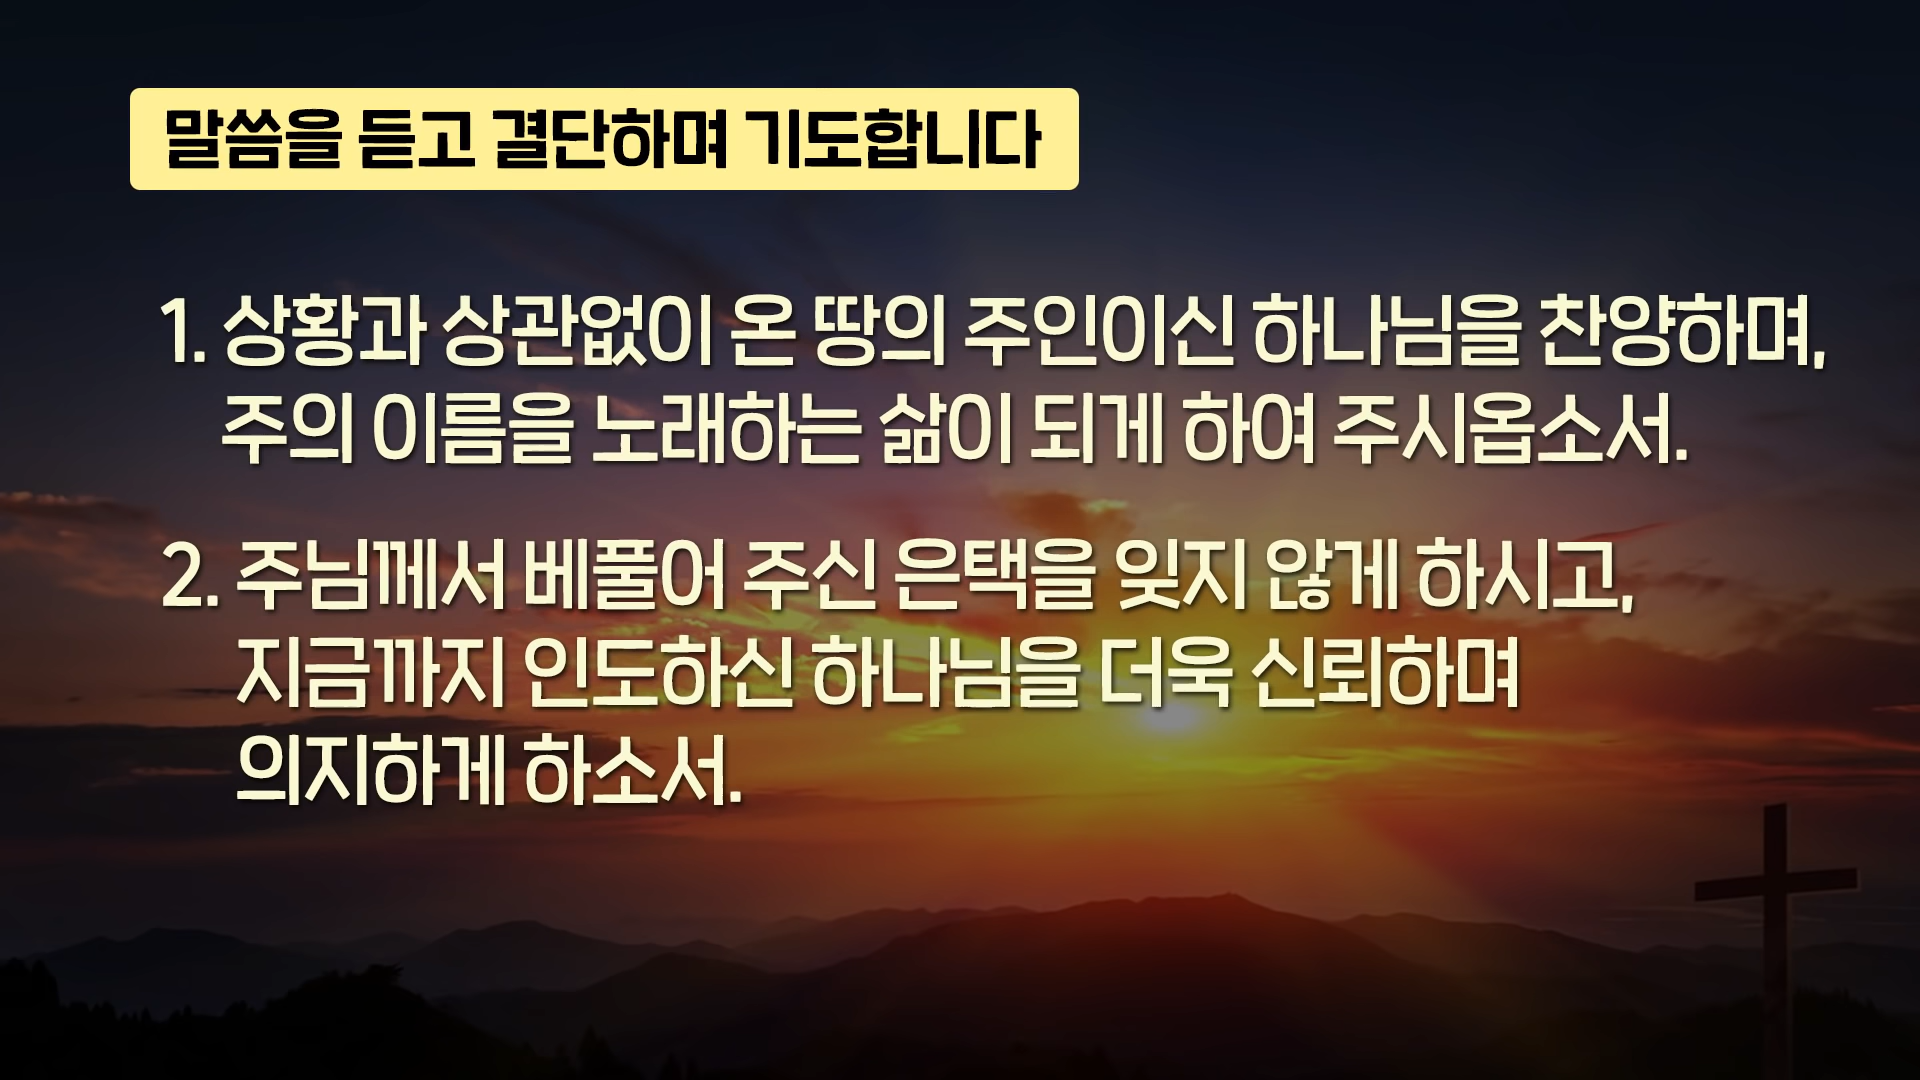 말씀을 듣고 결단하며 기도합니다
1. 상황과 상관없이 온 땅의 주인이신 하나님을 찬양하며,
주의 이름을 노래하는 삶이 되게 하여 주시옵소서.
2. 주님께서 베풀어 주신 은택을 잊지 않게 하시고,
지금까지 인도하신 하나님을 더욱 신뢰하며
의지하게 하소서.